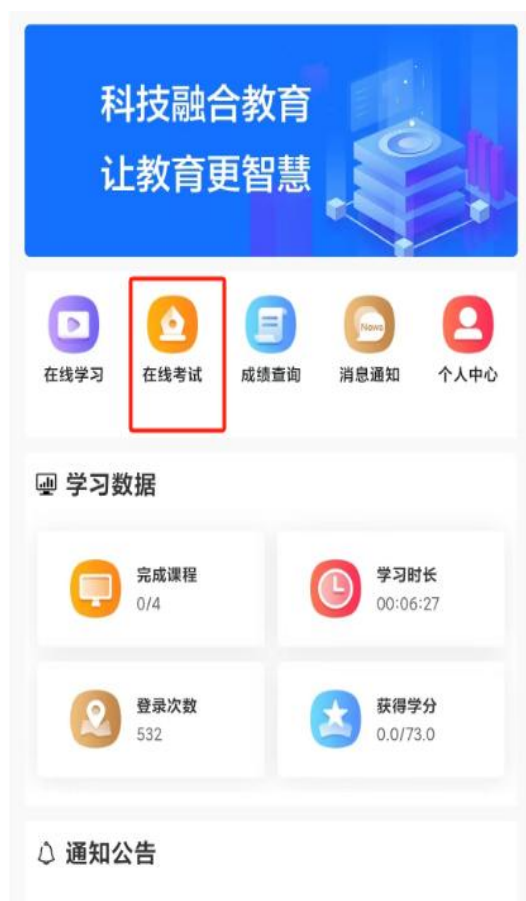 科技融合教育
让教育更智慧
News
在线学习
在线考试
成绩查询
消息通知
个人中心
学习数据
完成课程
0/4
学习时长
00:06:27
登录次数
532
获得学分
0.0/73.0
通知公告